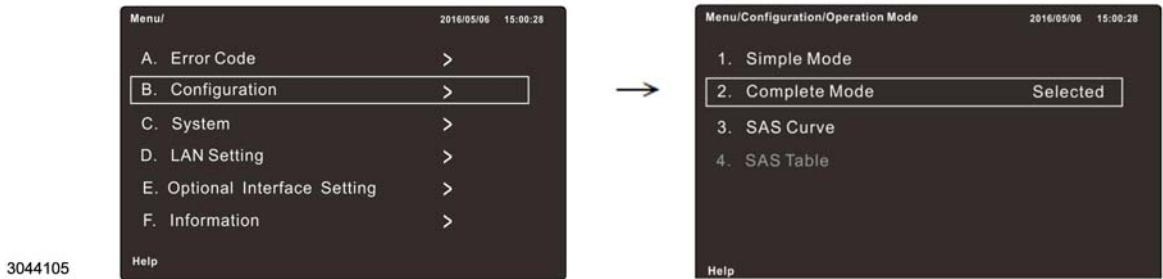 Menu/ 2016/05/06 15:00:28
A. Error Code >
B. Configuration >
C. System >
D. LAN Setting >
E. Optional Interface Setting >
F. Information >
Help
→
Menu/Configuration/Operation Mode 2016/05/06 15:00:28
1. Simple Mode
2. Complete Mode Selected
3. SAS Curve
4. SAS Table
Help
3044105